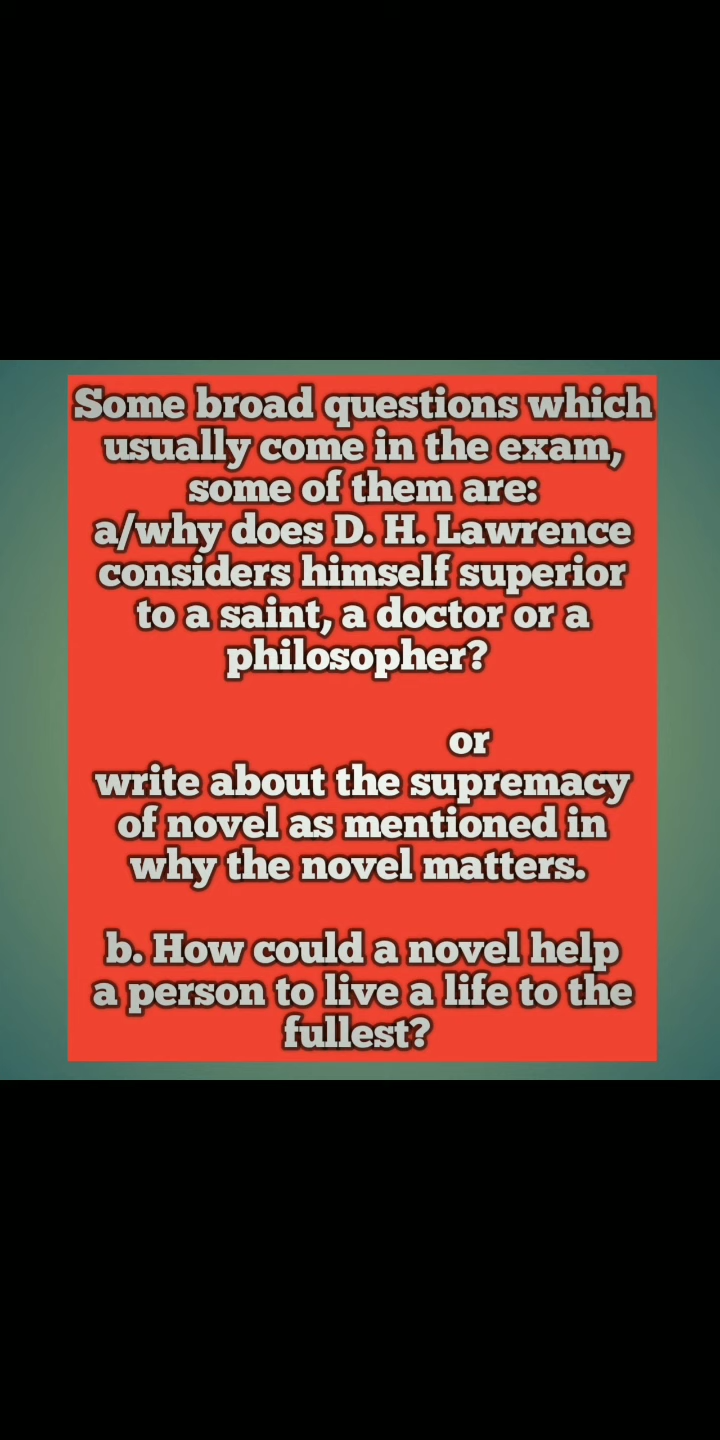 Some broad questions which
usually come in the exam,
some of them are:
a/why does D. H. Lawrence
considers himself superior
to a saint, a doctor or a
philosopher?
or
write about the supremacy
of novel as mentioned in
why the novel matters.
b. How could a novel help
a person to live a life to the
fullest?